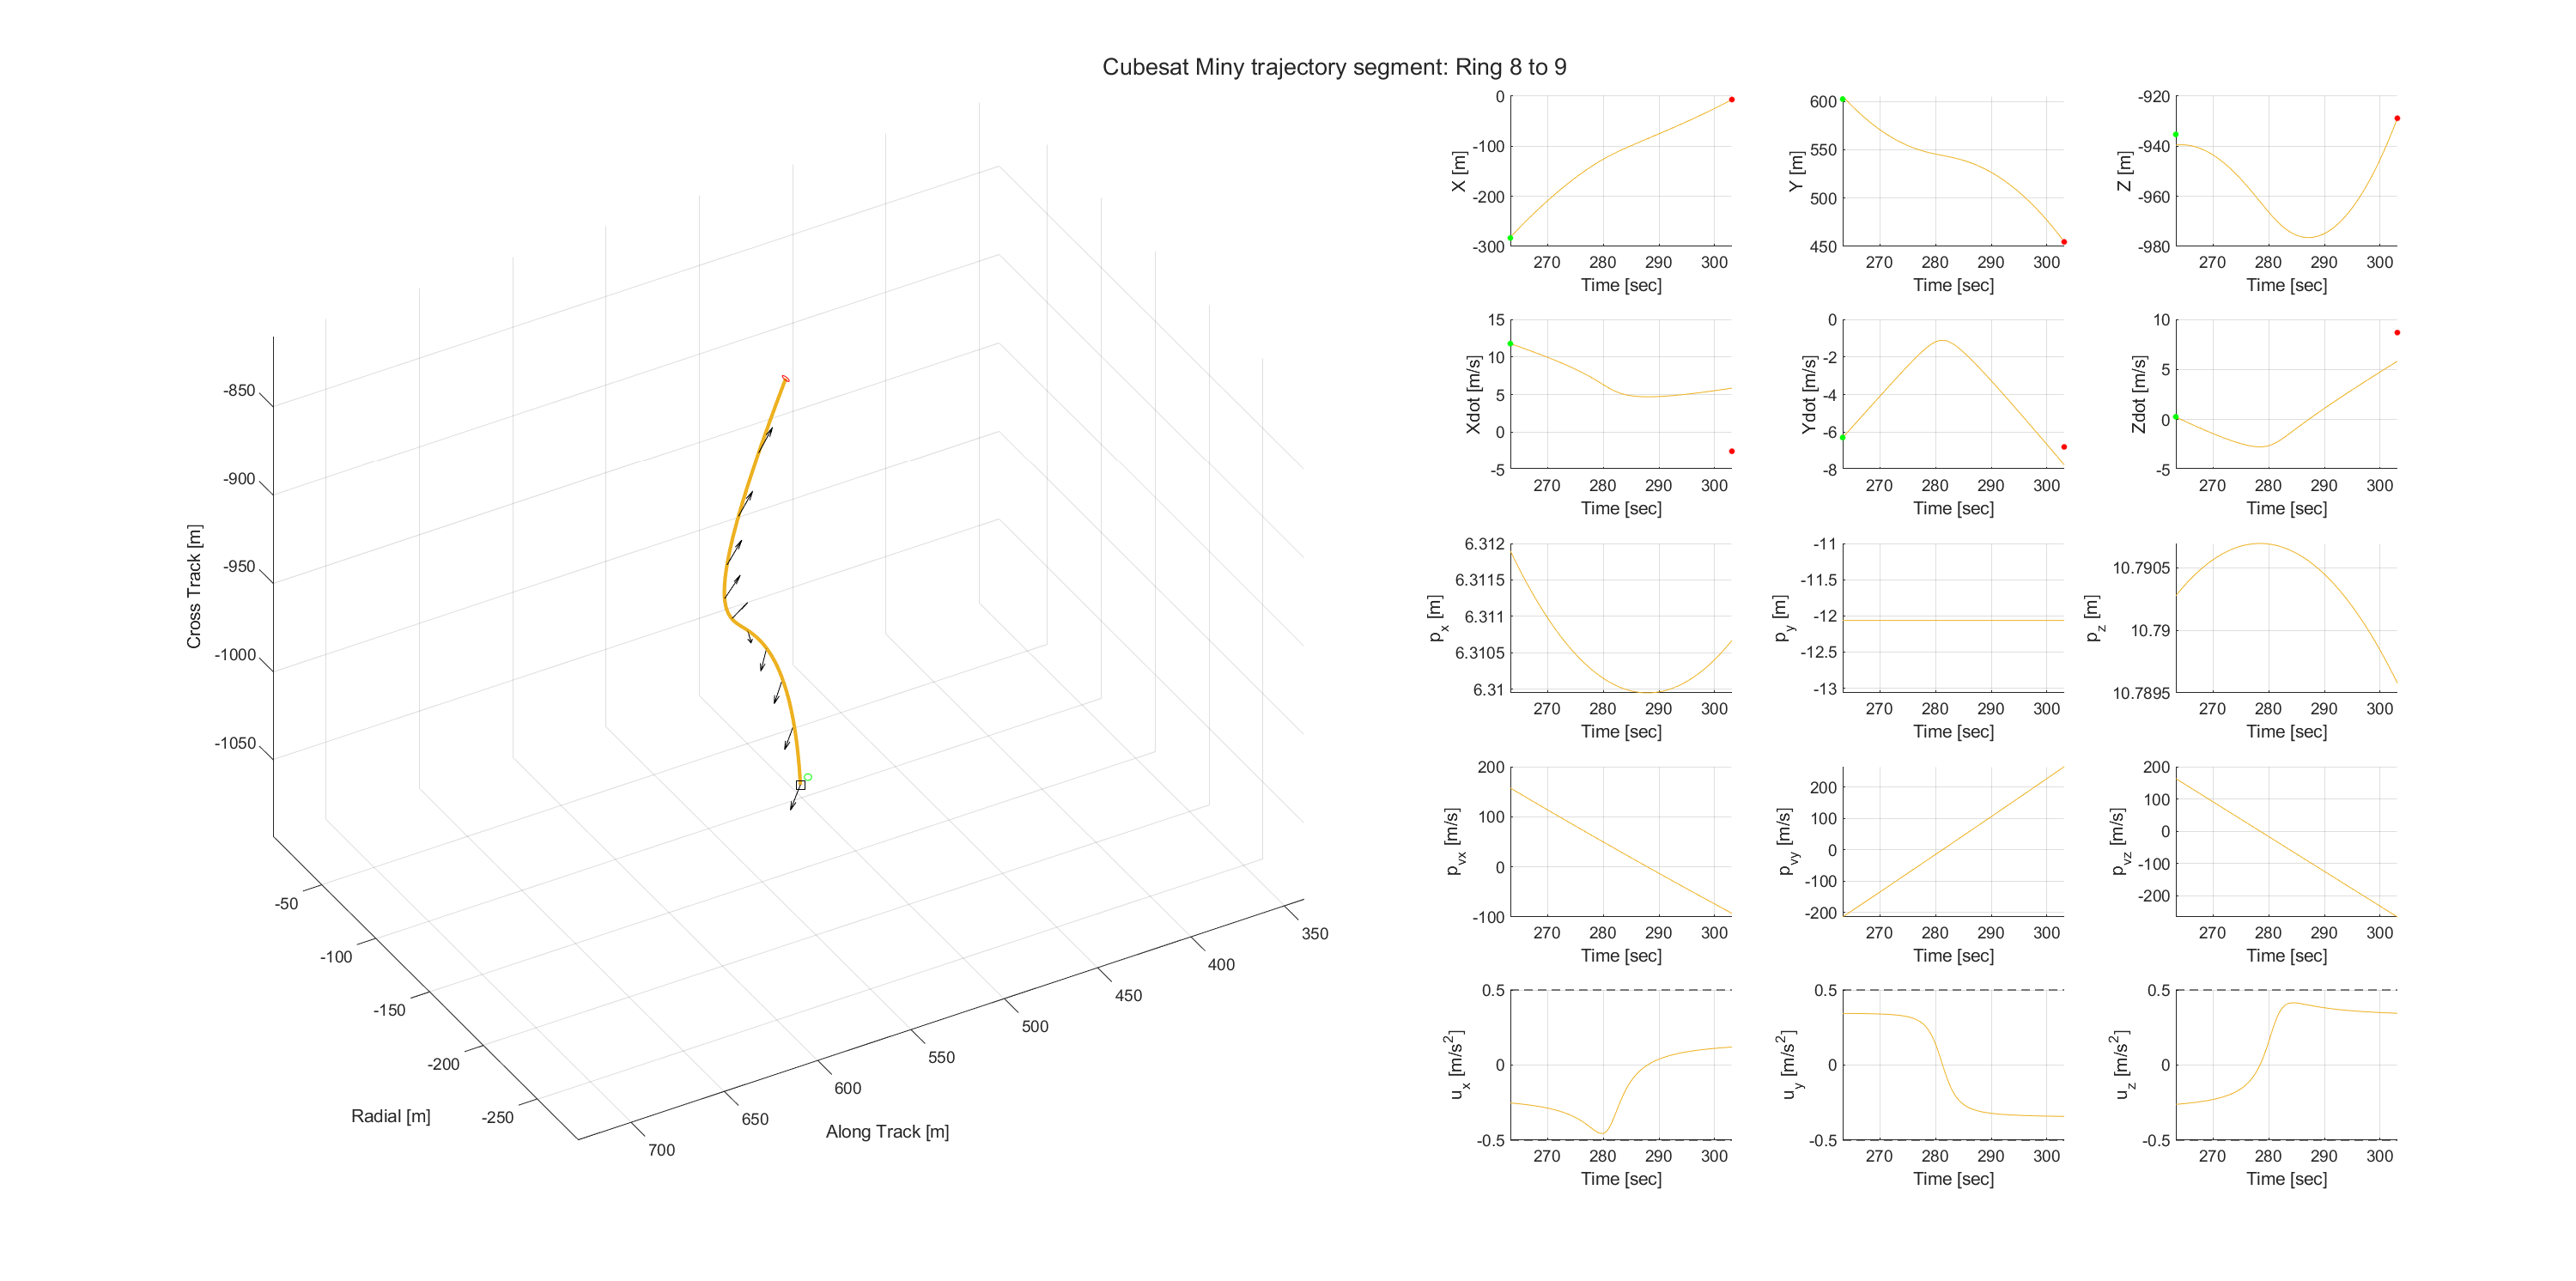 Cubesat Miny trajectory segment: Ring 8 to 9
-850
-900
-950
-1000
-1050
Cross Track [m]
-50
-100
-150
-200
-250
Radial [m]
700
650
600
550
500
450
400
350
Along Track [m]
0
-100
-200
-300
X [m]
270 280 290 300
Time [sec]
600
550
500
450
Y [m]
270 280 290 300
Time [sec]
-920
-940
-960
-980
Z [m]
270 280 290 300
Time [sec]
15
10
5
0
-5
Xdot [m/s]
270 280 290 300
Time [sec]
0
-2
-4
-6
-8
Ydot [m/s]
270 280 290 300
Time [sec]
10
5
0
-5
Zdot [m/s]
270 280 290 300
Time [sec]
6.312
6.3115
6.311
6.3105
6.31
p_x [m]
270 280 290 300
Time [sec]
-11
-11.5
-12
-12.5
-13
p_y [m]
270 280 290 300
Time [sec]
10.7905
10.79
10.7895
p_z [m]
270 280 290 300
Time [sec]
200
100
0
-100
p_vx [m/s]
270 280 290 300
Time [sec]
200
100
0
-100
-200
p_vy [m/s]
270 280 290 300
Time [sec]
200
100
0
-100
-200
p_vz [m/s]
270 280 290 300
Time [sec]
0.5
0
-0.5
u_x [m/s²]
270 280 290 300
Time [sec]
0.5
0
-0.5
u_y [m/s²]
270 280 290 300
Time [sec]
0.5
0
-0.5
u_z [m/s²]
270 280 290 300
Time [sec]